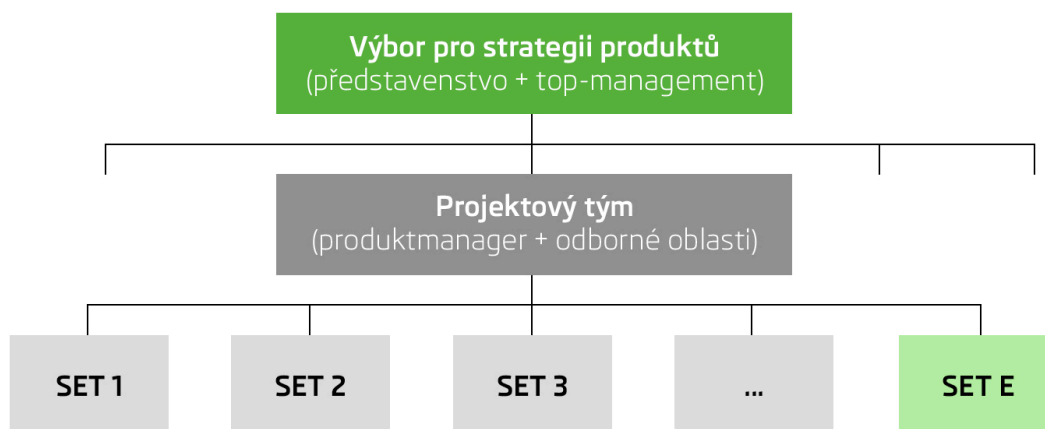 Výbor pro strategii produktů
(představenstvo + top-management)
Projektový tým
(produktmanager + odborné oblasti)
SET 1
SET 2
SET 3
...
SET E